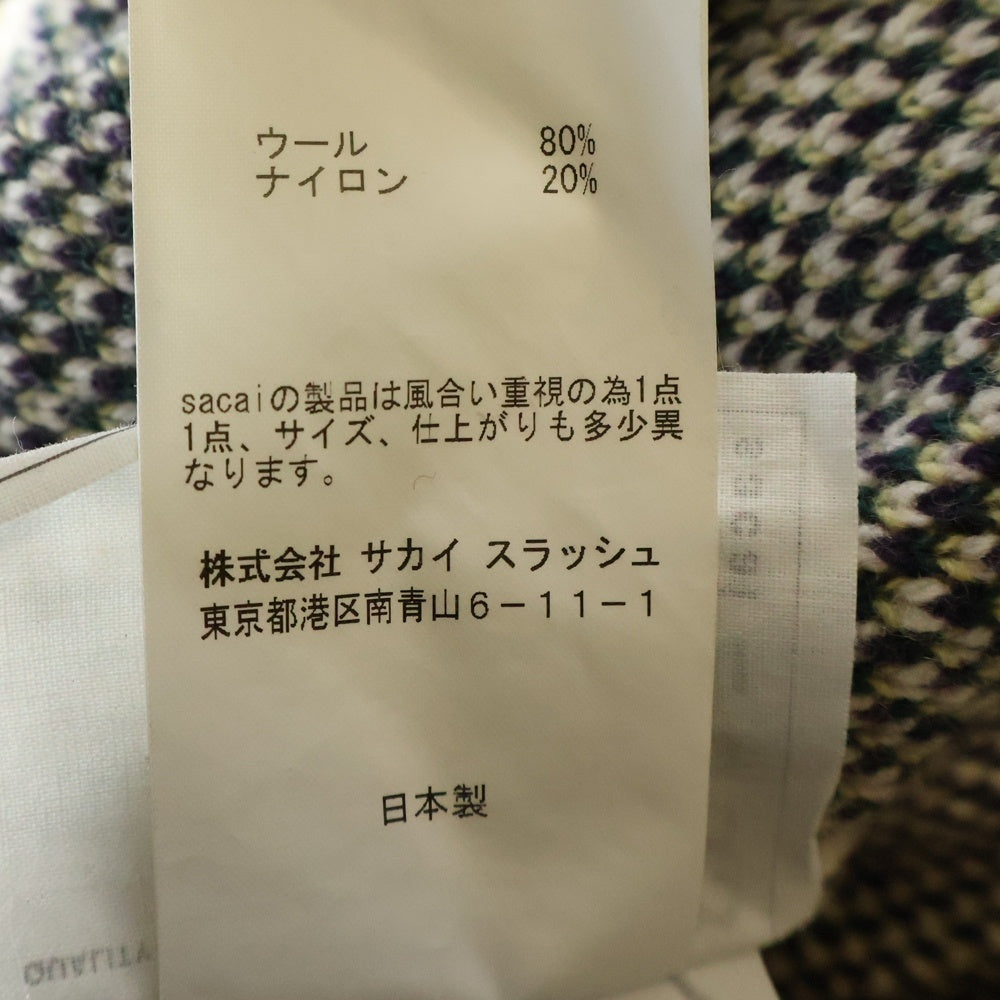 ウール 80%
ナイロン 20%
sacaiの製品は風合い重視の為1点
1点、サイズ、仕上がりも多少異
なります。
株式会社 サカイ スラッシュ
東京都港区南青山6－11－1
日本製
QUALITY